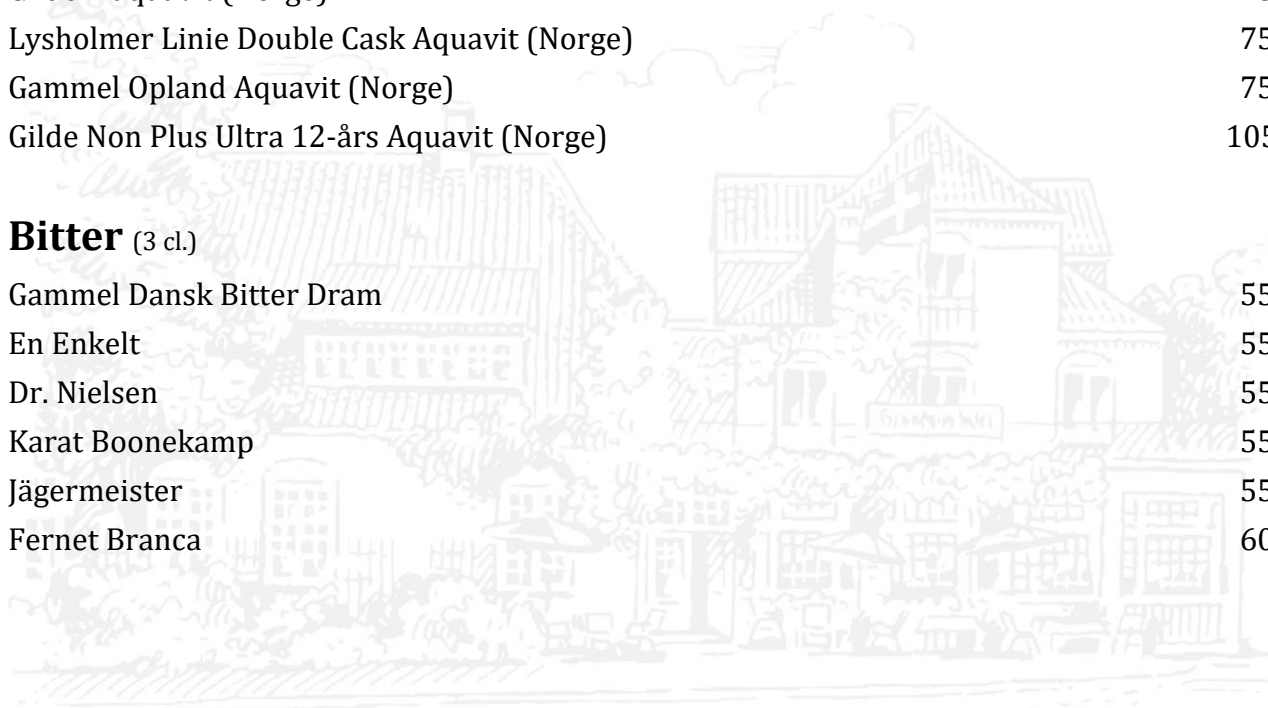 Lysholmer Linie Double Cask Aquavit (Norge) 75
Gammel Opland Aquavit (Norge) 75
Gilde Non Plus Ultra 12-års Aquavit (Norge) 105
Bitter (3 cl.)
Gammel Dansk Bitter Dram 55
En Enkelt 55
Dr. Nielsen 55
Karat Boonekamp 55
Jägermeister 55
Fernet Branca 60